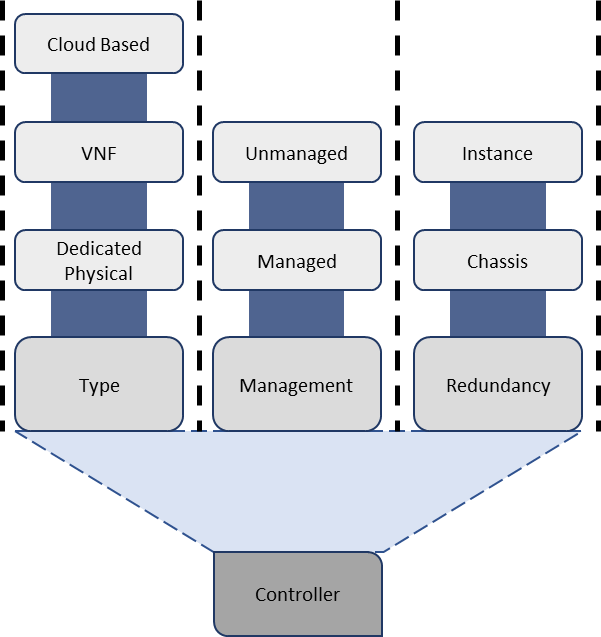 Cloud Based
VNF
Unmanaged
Instance
Dedicated
Physical
Managed
Chassis
Type
Management
Redundancy
Controller